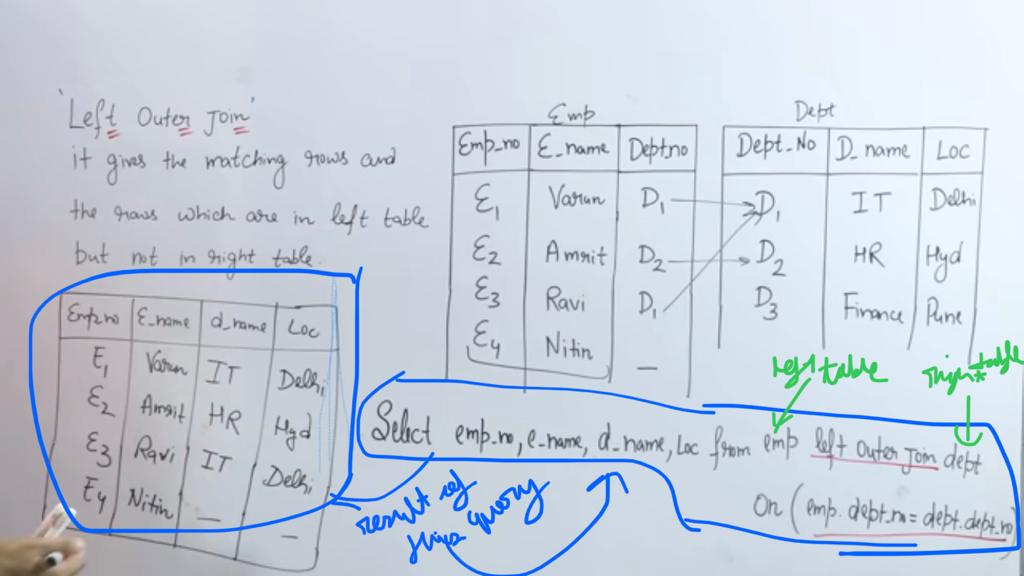 'Left Outer Join'
it gives the matching rows and
the rows which are in left table
but not in right table.
Emp_no E_name d_name Loc
E1 Varun IT Delhi
E2 Amrit HR Hyd
E3 Ravi IT Delhi
E4 Nitin — —
Emp
Emp_no E_name Dept_no
E1 Varun D1
E2 Amrit D2
E3 Ravi D1
E4 Nitin —
Dept
Dept_No D_name Loc
D1 IT Delhi
D2 HR Hyd
D3 Finance Pune
left table
right table
Select emp_no, e_name, d_name, Loc from emp left Outer Join dept
On (emp.dept_no = dept.dept_no)
result of
this query